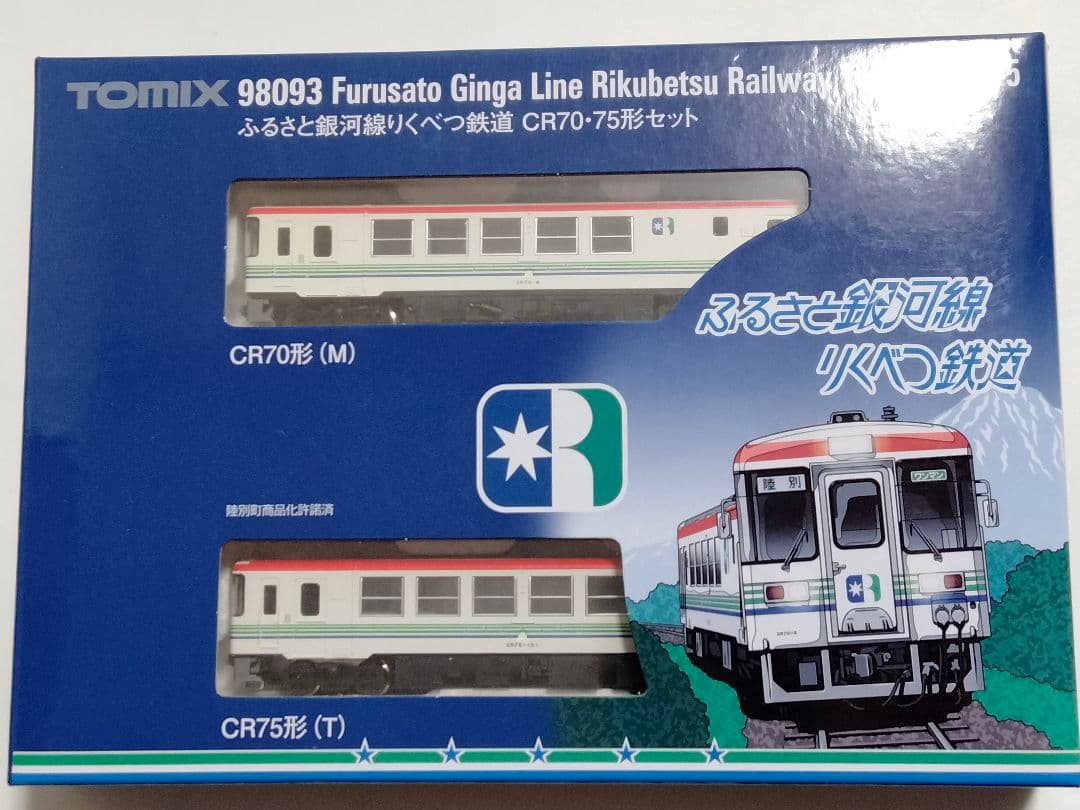 TOMIX 98093 Furusato Ginga Line Rikubetsu Railway 5
ふるさと銀河線りくべつ鉄道 CR70・75形セット
CR70形(M)
ふるさと銀河線
りくべつ鉄道
R
陸別
ワンマン
陸別町商品化許諾済
R
CR75形(T)